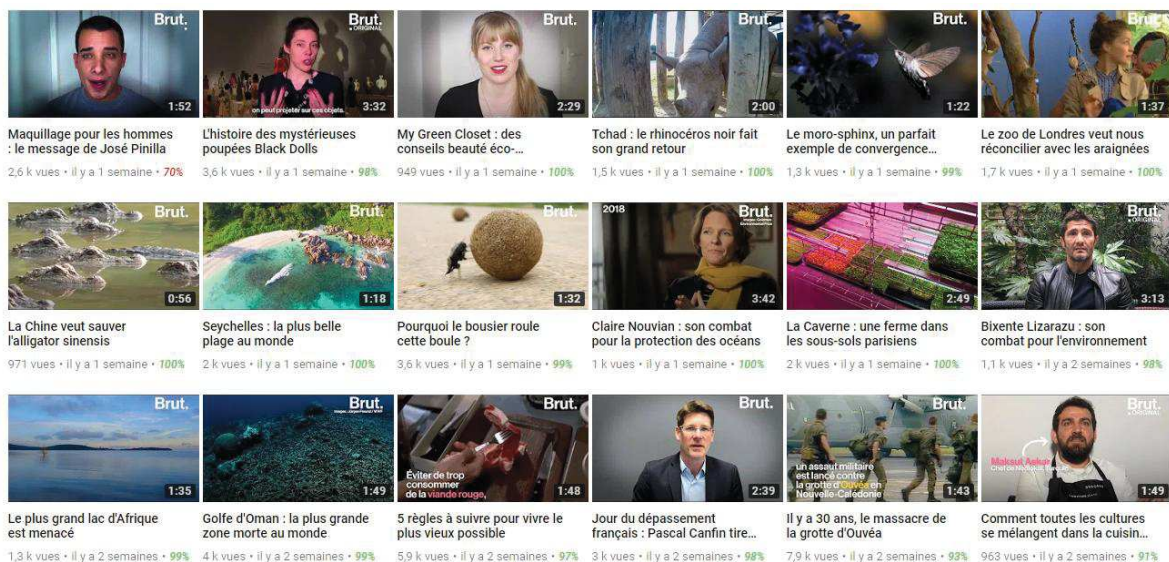 Brut.
1:52
Brut.
ORIGINAL
on peut projeter sur ces objets.
3:32
Brut.
2:29
Brut.
2:00
Brut.
1:22
Brut.
1:37
Maquillage pour les hommes
: le message de José Pinilla
2,6 k vues • il y a 1 semaine • 70%
L'histoire des mystérieuses
poupées Black Dolls
3,6 k vues • il y a 1 semaine • 98%
My Green Closet : des
conseils beauté éco-...
949 vues • il y a 1 semaine • 100%
Tchad : le rhinocéros noir fait
son grand retour
1,5 k vues • il y a 1 semaine • 100%
Le moro-sphinx, un parfait
exemple de convergence...
1,3 k vues • il y a 1 semaine • 99%
Le zoo de Londres veut nous
réconcilier avec les araignées
1,7 k vues • il y a 1 semaine • 100%
Brut.
0:56
Brut.
1:18
Brut.
1:32
2018
Brut.
3:42
Brut.
2:49
Brut.
ORIGINAL
3:13
La Chine veut sauver
l'alligator sinensis
971 vues • il y a 1 semaine • 100%
Seychelles : la plus belle
plage au monde
2 k vues • il y a 1 semaine • 100%
Pourquoi le bousier roule
cette boule ?
3,6 k vues • il y a 1 semaine • 99%
Claire Nouvian : son combat
pour la protection des océans
1 k vues • il y a 1 semaine • 100%
La Caverne : une ferme dans
les sous-sols parisiens
2 k vues • il y a 1 semaine • 100%
Bixente Lizarazu : son
combat pour l'environnement
1,1 k vues • il y a 2 semaines • 98%
Brut.
1:35
Brut.
1:49
Brut.
Éviter de trop
consommer
de la viande rouge,
1:48
Brut.
2:39
Brut.
un assaut militaire
est lancé contre
la grotte d'Ouvéa en
Nouvelle-Calédonie
1:43
Brut.
ORIGINAL
Maksut Aşkar
Chef de
1:49
Le plus grand lac d'Afrique
est menacé
1,3 k vues • il y a 2 semaines • 99%
Golfe d'Oman : la plus grande
zone morte au monde
4 k vues • il y a 2 semaines • 99%
5 règles à suivre pour vivre le
plus vieux possible
5,9 k vues • il y a 2 semaines • 97%
Jour du dépassement
français : Pascal Canfin tire...
3 k vues • il y a 2 semaines • 98%
Il y a 30 ans, le massacre de
la grotte d'Ouvéa
7,9 k vues • il y a 2 semaines • 93%
Comment toutes les cultures
se mélangent dans la cuisin...
963 vues • il y a 2 semaines • 91%